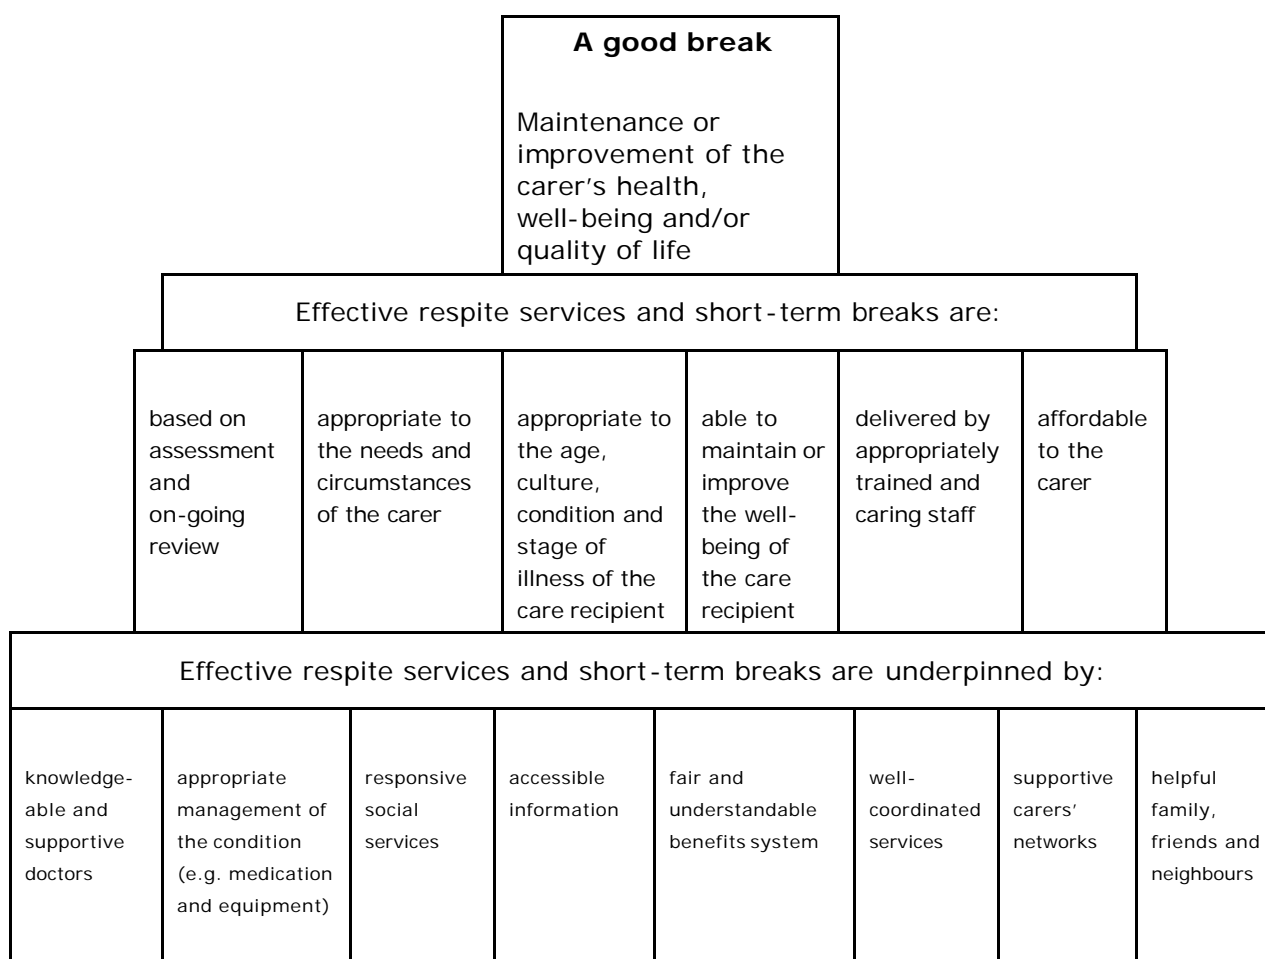 A good break
Maintenance or
improvement of the
carer's health,
well-being and/or
quality of life
Effective respite services and short-term breaks are:
based on
assessment
and
on-going
review
appropriate to
the needs and
circumstances
of the carer
appropriate to
the age,
culture,
condition and
stage of
illness of the
care recipient
able to
maintain or
improve
the well-
being of
the care
recipient
delivered by
appropriately
trained and
caring staff
affordable
to the
carer
Effective respite services and short-term breaks are underpinned by:
knowledge-
able and
supportive
doctors
appropriate
management of
the condition
(e.g. medication
and equipment)
responsive
social
services
accessible
information
fair and
understandable
benefits system
well-
coordinated
services
supportive
carers'
networks
helpful
family,
friends and
neighbours